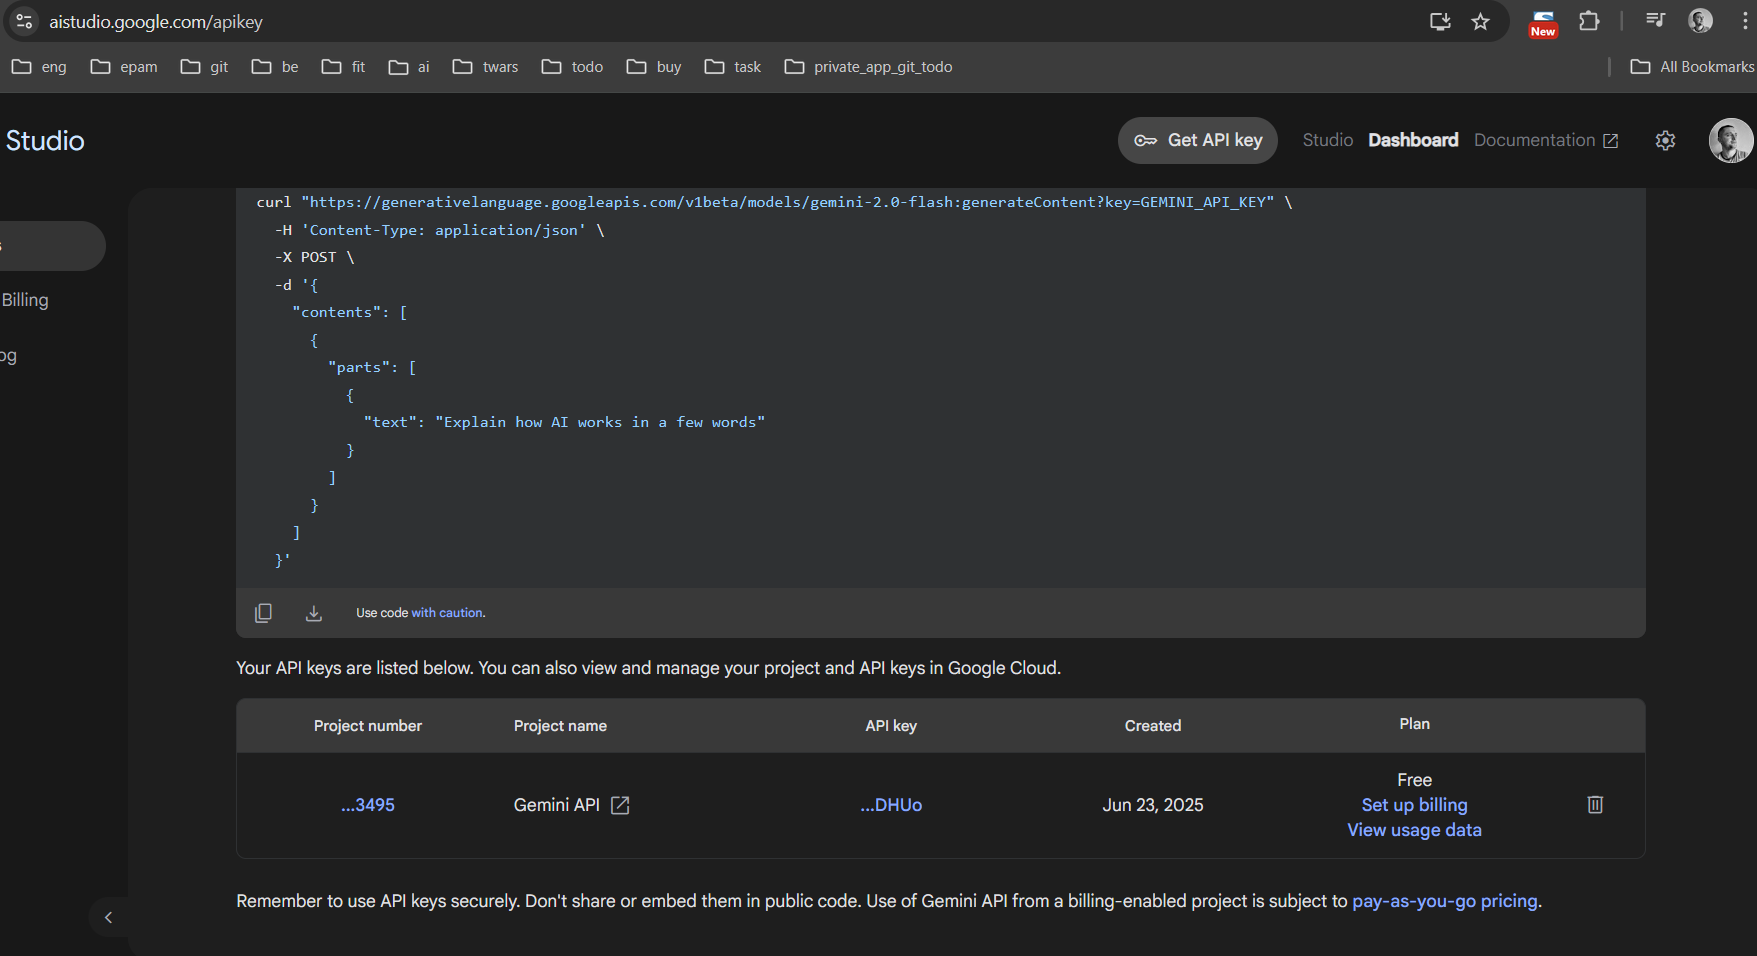 aistudio.google.com/apikey
New
eng epam git be fit ai twars todo buy task private_app_git_todo All Bookmarks
Studio Get API key Studio Dashboard Documentation
s
Billing
og
curl "https://generativelanguage.googleapis.com/v1beta/models/gemini-2.0-flash:generateContent?key=GEMINI_API_KEY" \
-H 'Content-Type: application/json' \
-X POST \
-d '{
"contents": [
{
"parts": [
{
"text": "Explain how AI works in a few words"
}
]
}
]
}'
Use code with caution.
Your API keys are listed below. You can also view and manage your project and API keys in Google Cloud.
Project number Project name API key Created Plan
...3495 Gemini API ...DHUo Jun 23, 2025 Free
Set up billing
View usage data
Remember to use API keys securely. Don't share or embed them in public code. Use of Gemini API from a billing-enabled project is subject to pay-as-you-go pricing.